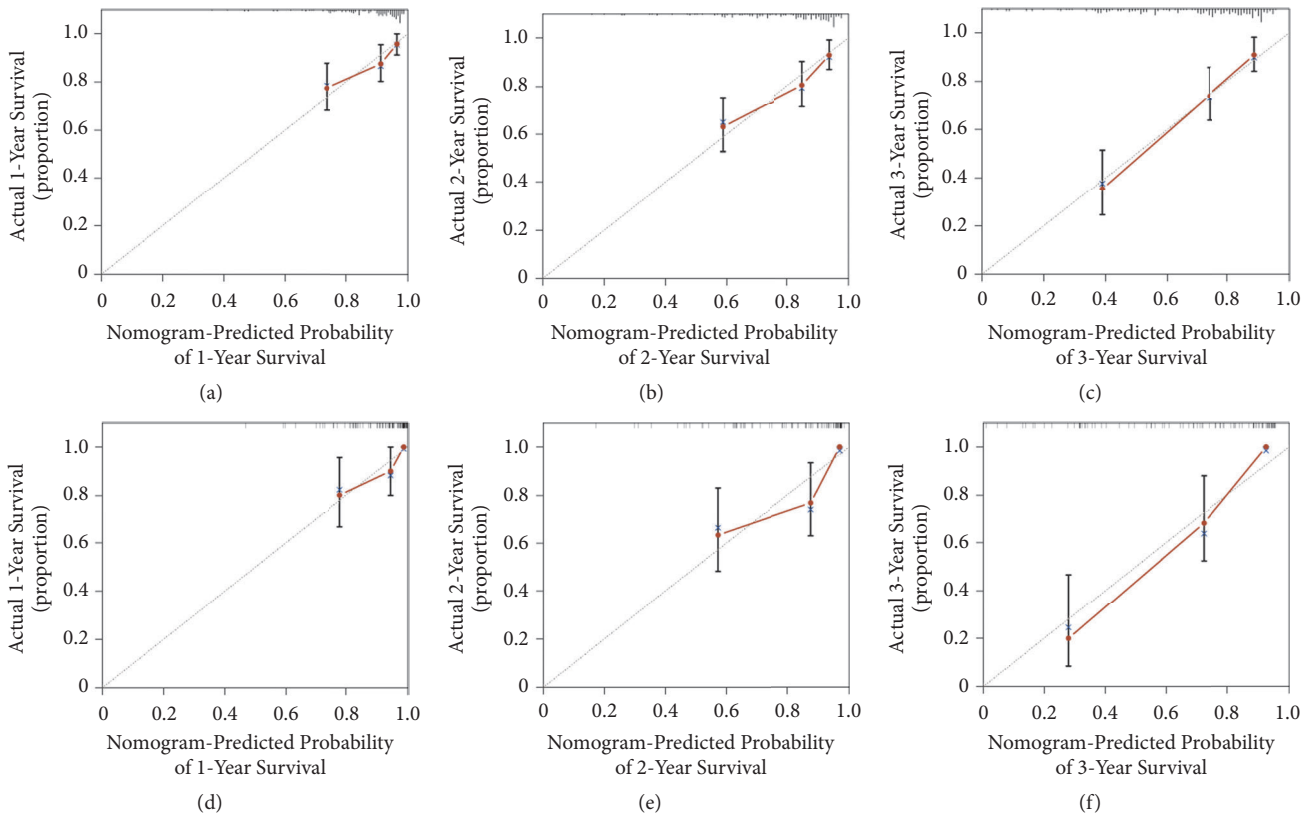 Actual 1-Year Survival
(proportion)
1.0
0.8
0.6
0.4
0.2
0
0 0.2 0.4 0.6 0.8 1.0
Nomogram-Predicted Probability
of 1-Year Survival
(a)
Actual 2-Year Survival
(proportion)
1.0
0.8
0.6
0.4
0.2
0
0 0.2 0.4 0.6 0.8 1.0
Nomogram-Predicted Probability
of 2-Year Survival
(b)
Actual 3-Year Survival
(proportion)
1.0
0.8
0.6
0.4
0.2
0
0 0.2 0.4 0.6 0.8 1.0
Nomogram-Predicted Probability
of 3-Year Survival
(c)
Actual 1-Year Survival
(proportion)
1.0
0.8
0.6
0.4
0.2
0
0 0.2 0.4 0.6 0.8 1.0
Nomogram-Predicted Probability
of 1-Year Survival
(d)
Actual 2-Year Survival
(proportion)
1.0
0.8
0.6
0.4
0.2
0
0 0.2 0.4 0.6 0.8 1.0
Nomogram-Predicted Probability
of 2-Year Survival
(e)
Actual 3-Year Survival
(proportion)
1.0
0.8
0.6
0.4
0.2
0
0 0.2 0.4 0.6 0.8 1.0
Nomogram-Predicted Probability
of 3-Year Survival
(f)